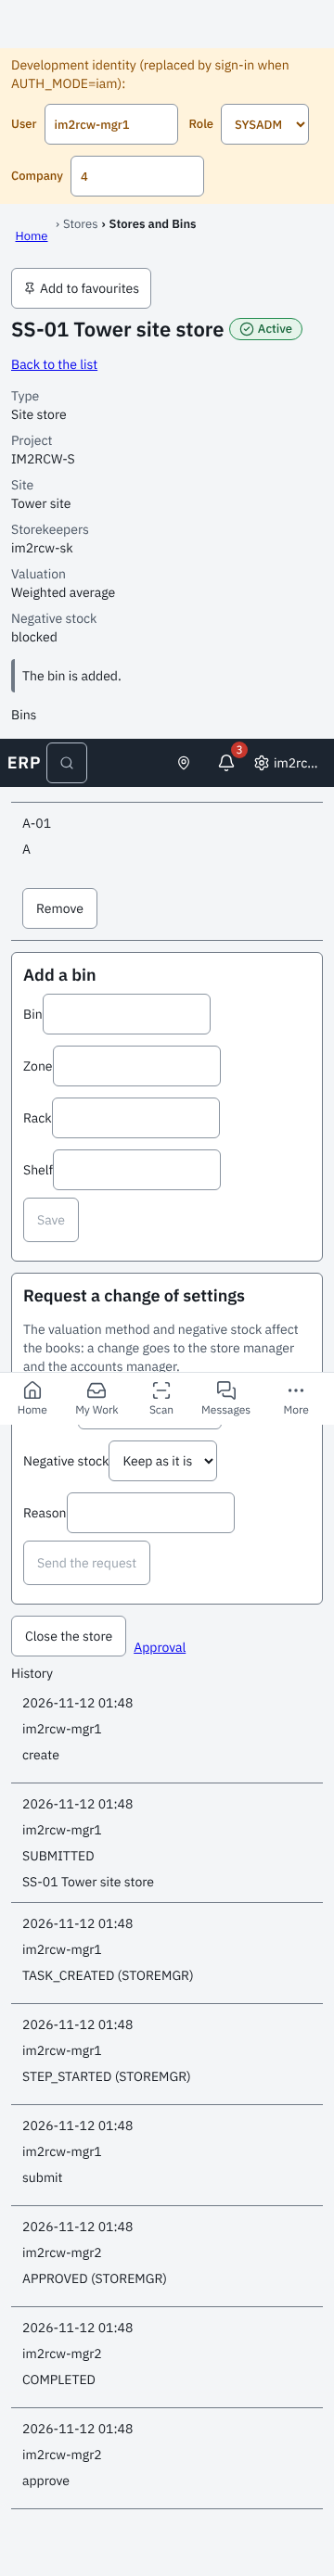 Development identity (replaced by sign-in when
AUTH_MODE=iam):
User im2rcw-mgr1 Role SYSADM
Company 4
Home › Stores › Stores and Bins
Add to favourites
SS-01 Tower site store Active
Back to the list
Type
Site store
Project
IM2RCW-S
Site
Tower site
Storekeepers
im2rcw-sk
Valuation
Weighted average
Negative stock
blocked
The bin is added.
Bins
ERP 3 im2rc...
A-01
A
Remove
Add a bin
Bin
Zone
Rack
Shelf
Save
Request a change of settings
The valuation method and negative stock affect
the books: a change goes to the store manager
and the accounts manager.
Home My Work Scan Messages More
Negative stock Keep as it is
Reason
Send the request
Close the store Approval
History
2026-11-12 01:48
im2rcw-mgr1
create
2026-11-12 01:48
im2rcw-mgr1
SUBMITTED
SS-01 Tower site store
2026-11-12 01:48
im2rcw-mgr1
TASK_CREATED (STOREMGR)
2026-11-12 01:48
im2rcw-mgr1
STEP_STARTED (STOREMGR)
2026-11-12 01:48
im2rcw-mgr1
submit
2026-11-12 01:48
im2rcw-mgr2
APPROVED (STOREMGR)
2026-11-12 01:48
im2rcw-mgr2
COMPLETED
2026-11-12 01:48
im2rcw-mgr2
approve